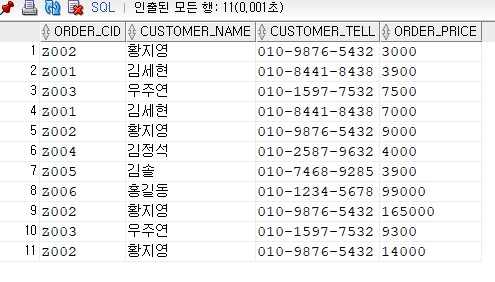 SQL | 인출된 모든 행: 11(0,001초)
ORDER_CID CUSTOMER_NAME CUSTOMER_TELL ORDER_PRICE
1 Z002 황지영 010-9876-5432 3000
2 Z001 김세현 010-8441-8438 3900
3 Z003 우주연 010-1597-7532 7500
4 Z001 김세현 010-8441-8438 7000
5 Z002 황지영 010-9876-5432 9000
6 Z004 김정석 010-2587-9632 4000
7 Z005 김솔 010-7468-9285 3900
8 Z006 홍길동 010-1234-5678 99000
9 Z002 황지영 010-9876-5432 165000
10 Z003 우주연 010-1597-7532 9300
11 Z002 황지영 010-9876-5432 14000